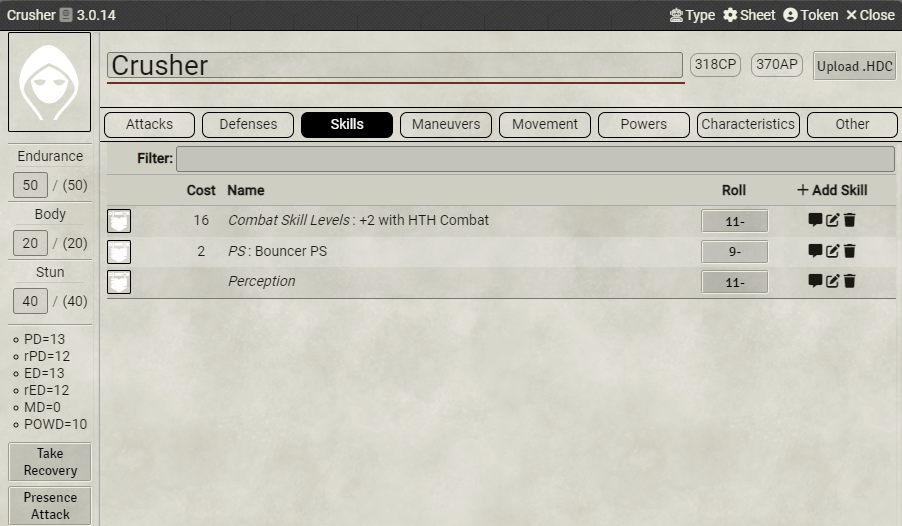 Crusher 3.0.14 Type Sheet Token Close
Crusher 318CP 370AP Upload .HDC
Attacks Defenses Skills Maneuvers Movement Powers Characteristics Other
Endurance
50 / (50)
Body
20 / (20)
Stun
40 / (40)
PD=13
rPD=12
ED=13
rED=12
MD=0
POWD=10
Take
Recovery
Presence
Attack
Filter:
Cost Name Roll + Add Skill
16 Combat Skill Levels : +2 with HTH Combat 11-
2 PS : Bouncer PS 9-
Perception 11-